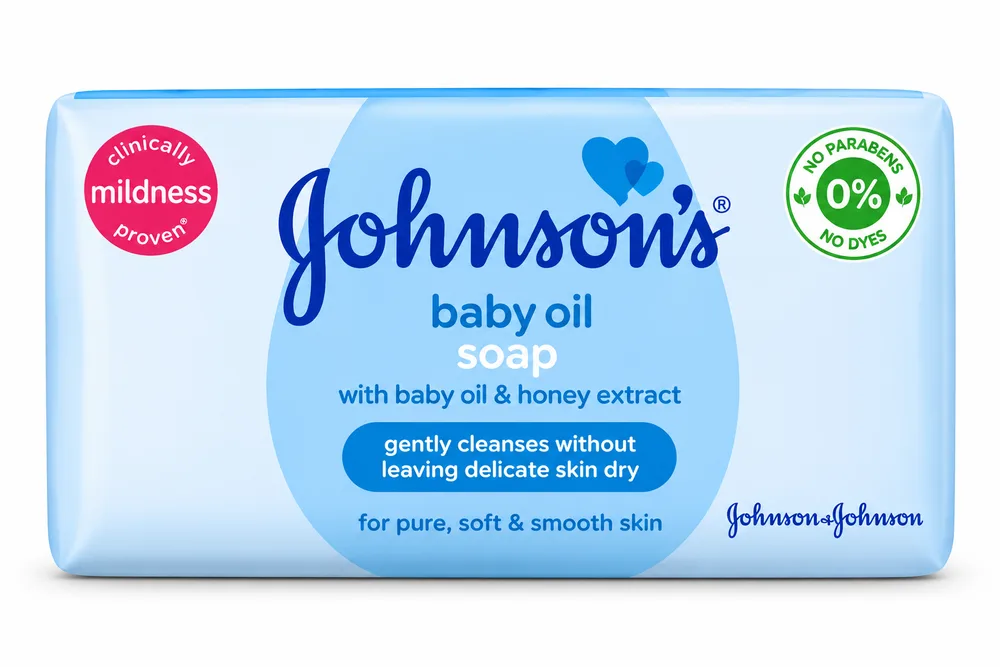 clinically
mildness
proven®
Johnson's®
NO PARABENS
0%
NO DYES
baby oil
soap
with baby oil & honey extract
gently cleanses without
leaving delicate skin dry
for pure, soft & smooth skin
Johnson+Johnson